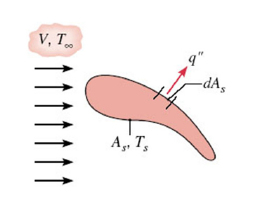 V, T∞
q″
dAₛ
Aₛ, Tₛ